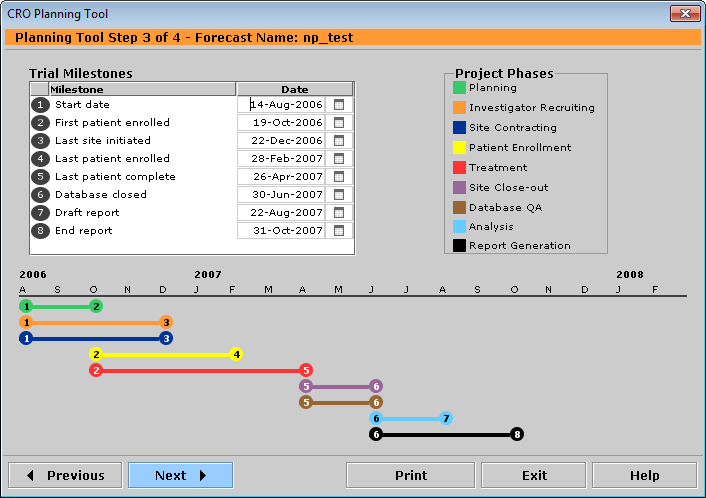 CRO Planning Tool
Planning Tool Step 3 of 4 - Forecast Name: np_test
Trial Milestones
Milestone Date
1 Start date 14-Aug-2006
2 First patient enrolled 19-Oct-2006
3 Last site initiated 22-Dec-2006
4 Last patient enrolled 28-Feb-2007
5 Last patient complete 26-Apr-2007
6 Database closed 30-Jun-2007
7 Draft report 22-Aug-2007
8 End report 31-Oct-2007
Project Phases
Planning
Investigator Recruiting
Site Contracting
Patient Enrollment
Treatment
Site Close-out
Database QA
Analysis
Report Generation
2006 2007 2008
A S O N D J F M A M J J A S O N D J F
1 2
1 3
1 3
2 4
2 5
5 6
5 6
6 7
6 8
Previous Next Print Exit Help